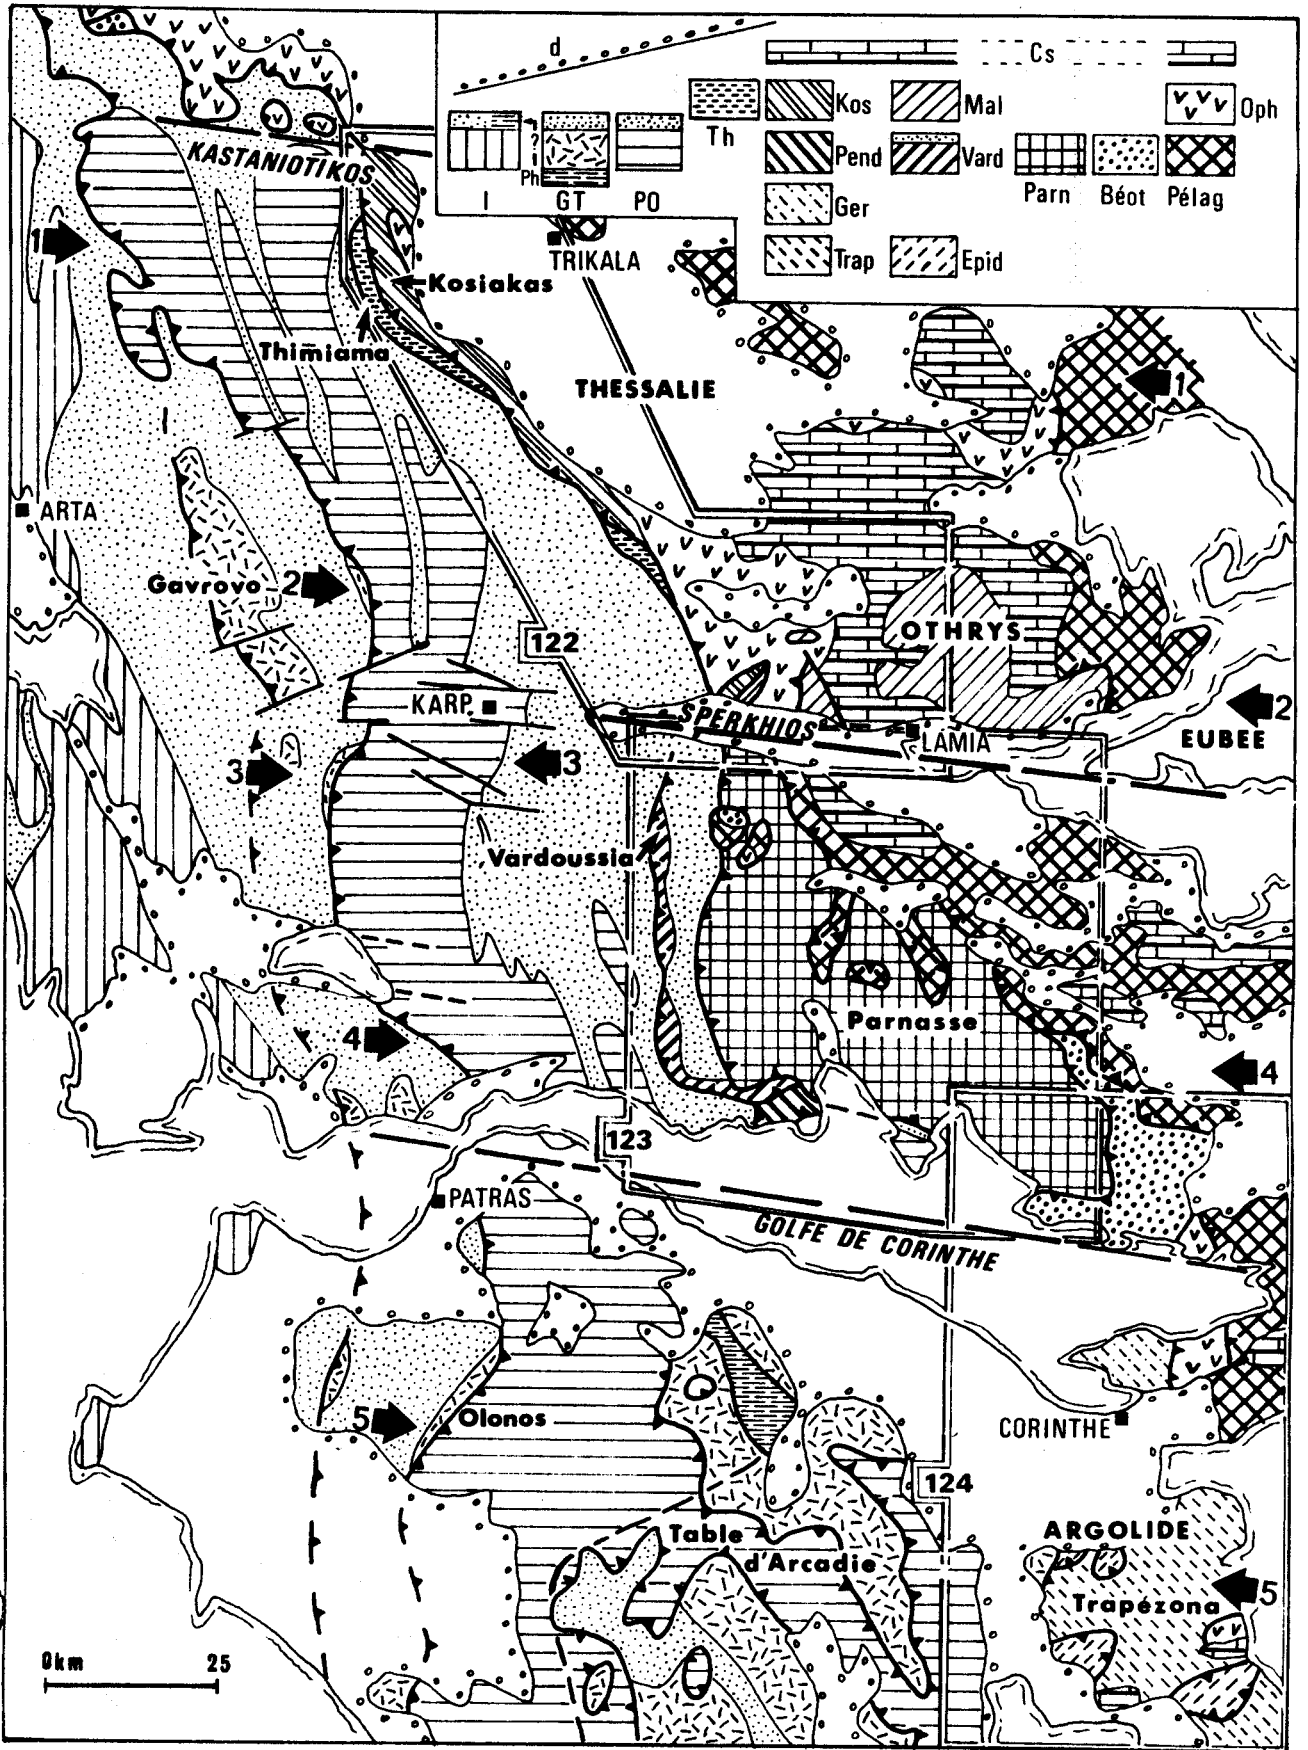 d
Cs
Kos
Mal
Oph
Th
Pend
Vard
Parn
Béot
Pélag
?
Ph
I
GT
PO
Ger
Trap
Epid
KASTANIOTIKOS
1
TRIKALA
Kosiakas
Thimiama
THESSALIE
1
ARTA
Gavrovo
2
122
OTHRYS
KARP.
SPERKHIOS
LAMIA
2
EUBEE
3
3
Vardoussia
4
Parnasse
4
123
PATRAS
GOLFE DE CORINTHE
5
Olonos
CORINTHE
124
Table
d'Arcadie
ARGOLIDE
Trapézona
5
0km 25